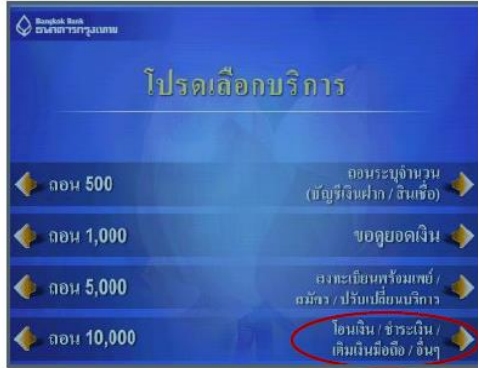 Bangkok Bank
ธนาคารกรุงเทพ
โปรดเลือกบริการ
ถอน 500
ถอนระบุจำนวน
(บัญชีเงินฝาก / สินเชื่อ)
ถอน 1,000
ขอดูยอดเงิน
ถอน 5,000
ลงทะเบียนพร้อมเพย์ /
สมัคร / ปรับเปลี่ยนบริการ
ถอน 10,000
โอนเงิน / ชำระเงิน /
เติมเงินมือถือ / อื่นๆ